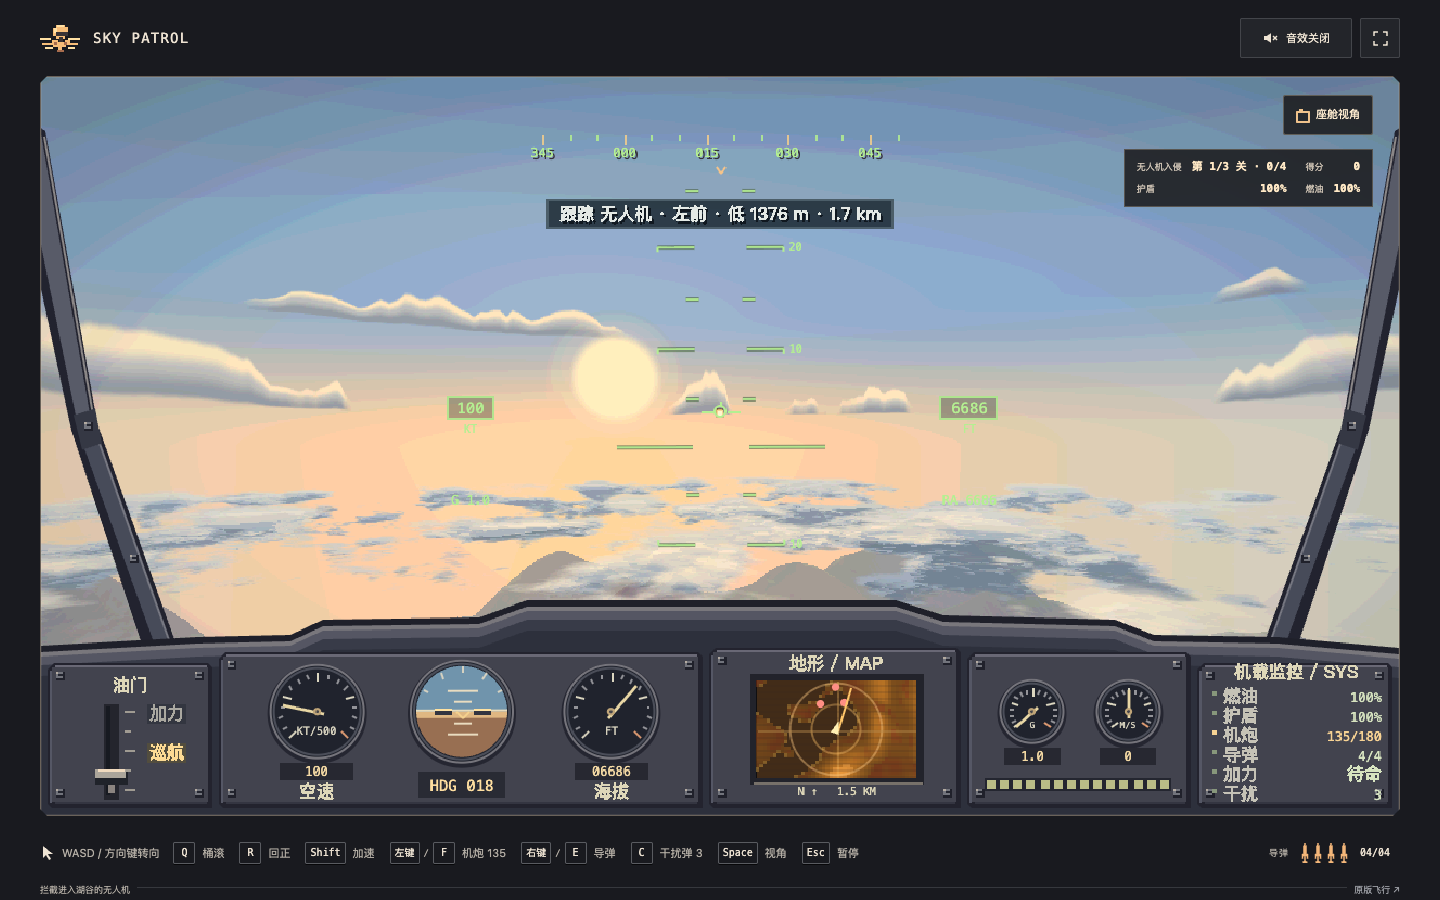 SKY PATROL
音效关闭
座舱视角
345 000 015 030 045
无人机入侵 第 1/3 关 · 0/4 得分 0
护盾 100% 燃油 100%
跟踪 无人机 · 左前 · 低 1376 m · 1.7 km
20
10
100
6686
G 1.0
油门
加力
巡航
KT/500
100
空速
HDG 018
FT
06686
海拔
地形 / MAP
N ↑ 1.5 KM
G
1.0
M/S
0
机载监控 / SYS
燃油 100%
护盾 100%
机炮 135/180
导弹 4/4
加力 待命
干扰 3
WASD / 方向键转向 Q 桶滚 R 回正 Shift 加速 左键 / F 机炮 135 右键 / E 导弹 C 干扰弹 3 Space 视角 Esc 暂停
导弹 04/04
拦截进入湖谷的无人机
原版飞行 ↗